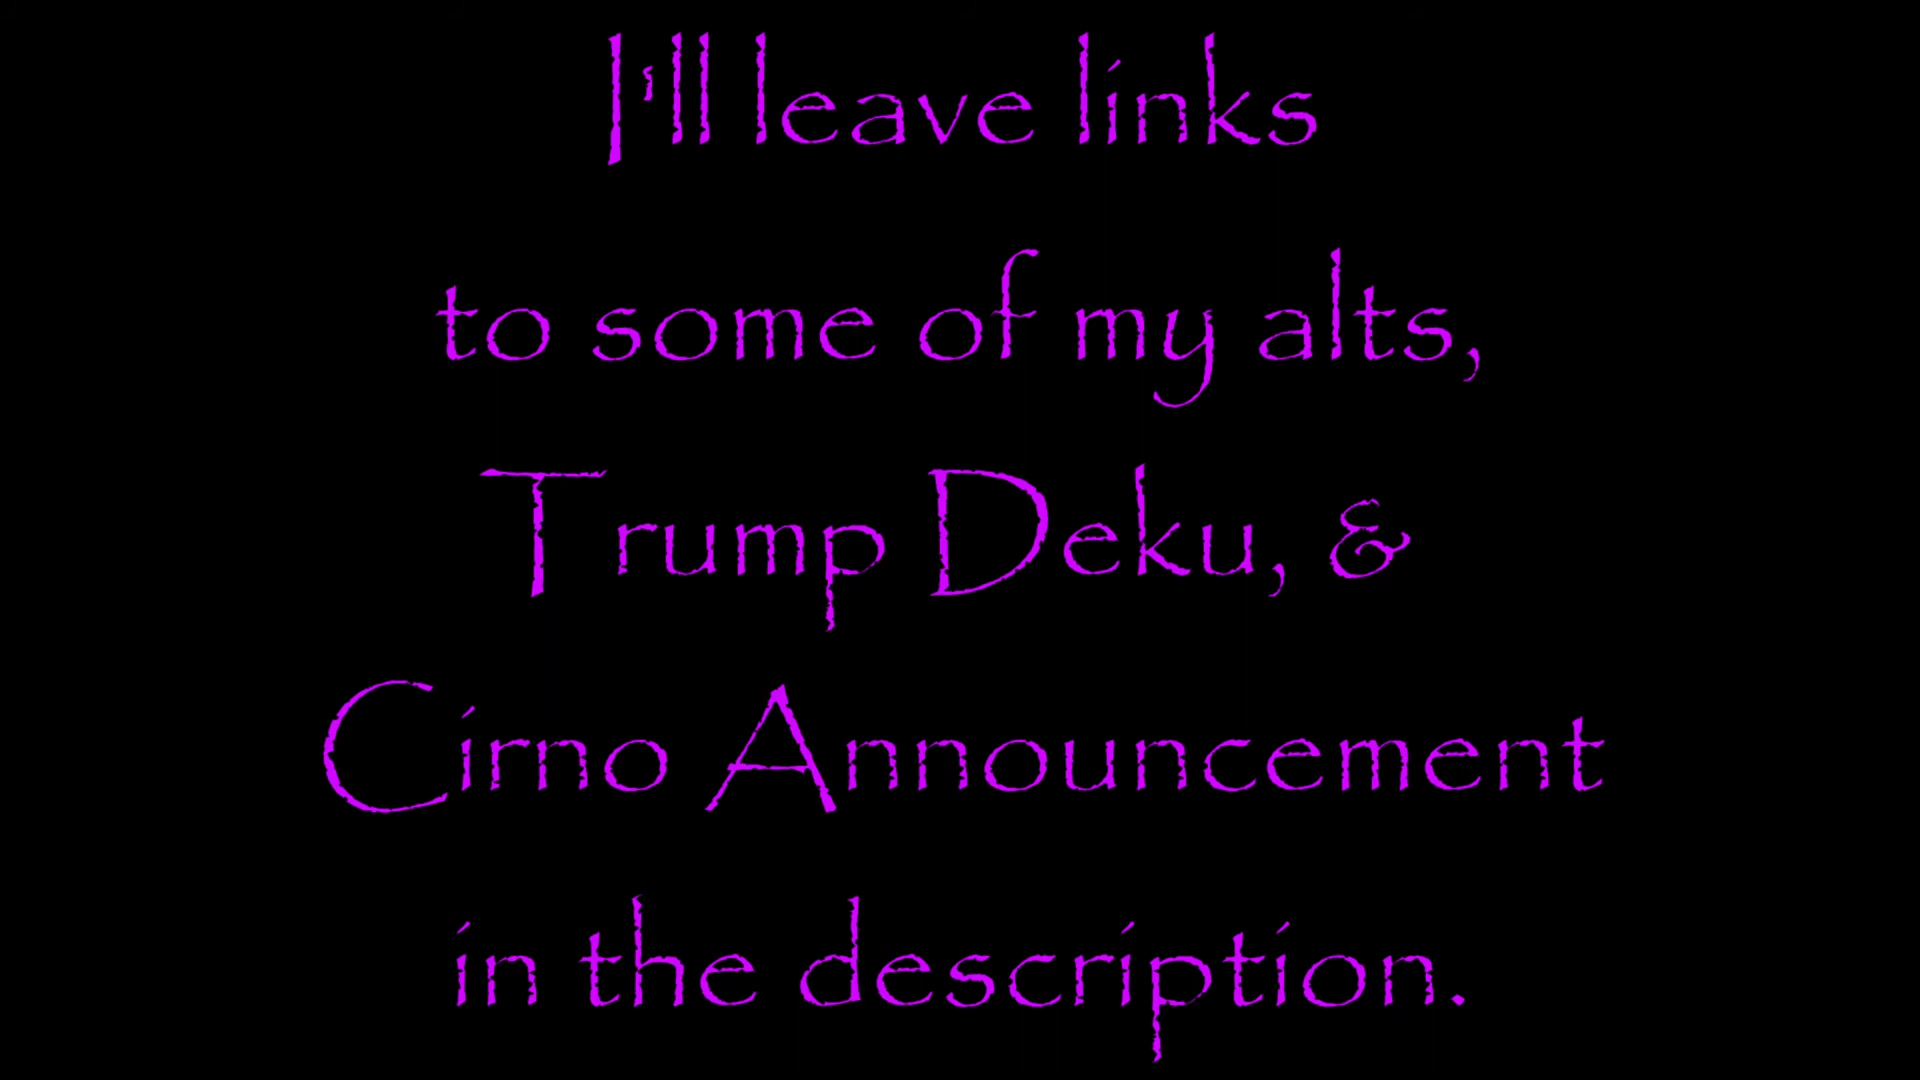 I'll leave links
to some of my alts,
Trump Deku, &
Cirno Announcement
in the description.